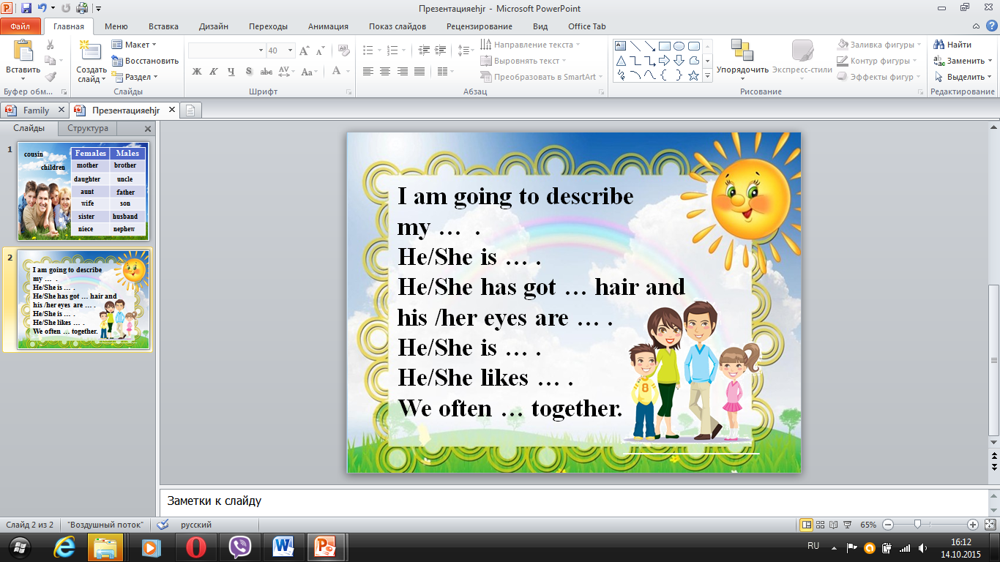 Презентацияehjr - Microsoft PowerPoint
Файл Главная Меню Вставка Дизайн Переходы Анимация Показ слайдов Рецензирование Вид Office Tab
Вставить
Буфер обм...
Создать слайд
Макет
Восстановить
Раздел
Слайды
40
Ж К Ч S abc AV Aa A
Шрифт
Направление текста
Выровнять текст
Преобразовать в SmartArt
Абзац
Упорядочить
Экспресс-стили
Заливка фигуры
Контур фигуры
Эффекты фигур
Рисование
Найти
Заменить
Выделить
Редактирование
Family
Презентацияehjr
Слайды Структура
1
cousin
children
Females Males
mother brother
daughter uncle
aunt father
wife son
sister husband
niece nephew
2
I am going to describe
my … .
He/She is … .
He/She has got … hair and
his /her eyes are … .
He/She is … .
He/She likes … .
We often … together.
I am going to describe
my … .
He/She is … .
He/She has got … hair and
his /her eyes are … .
He/She is … .
He/She likes … .
We often … together.
8
Заметки к слайду
Слайд 2 из 2 "Воздушный поток" русский 65%
RU
16:12
14.10.2015